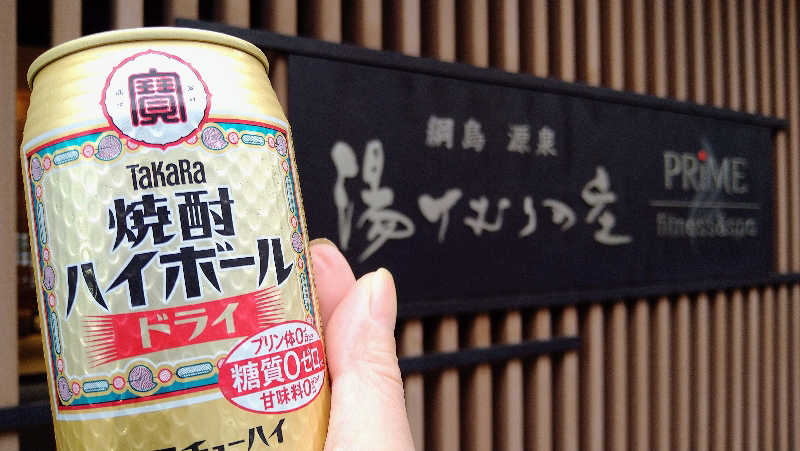 寶
TaKaRa
焼酎
ハイボール
ドライ
プリン体0
糖質0ゼロ
甘味料0
チューハイ
綱島 源泉
湯けむりの庄
PRiME
fitness&spa